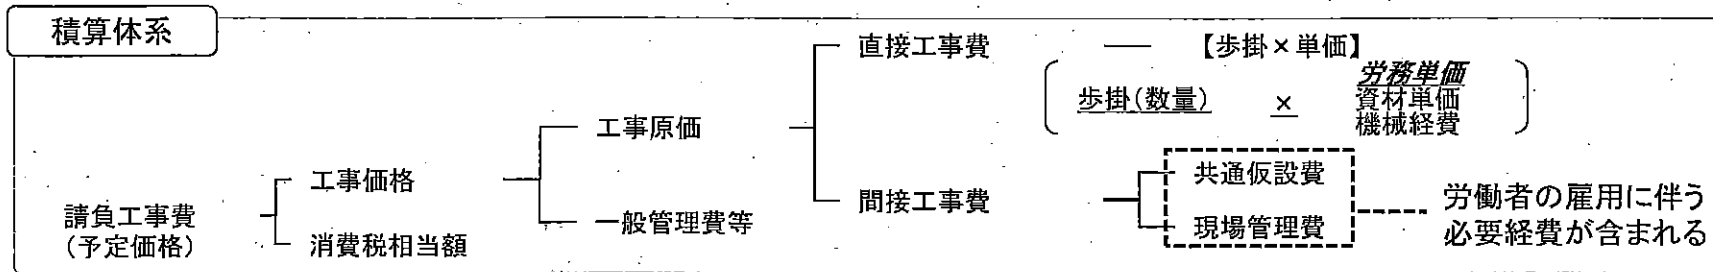 積算体系
直接工事費 ― 【歩掛×単価】
労務単価
歩掛(数量) × 資材単価
機械経費
工事原価
工事価格
共通仮設費
間接工事費
労働者の雇用に伴う
請負工事費
一般管理費等
現場管理費
必要経費が含まれる
(予定価格)
消費税相当額